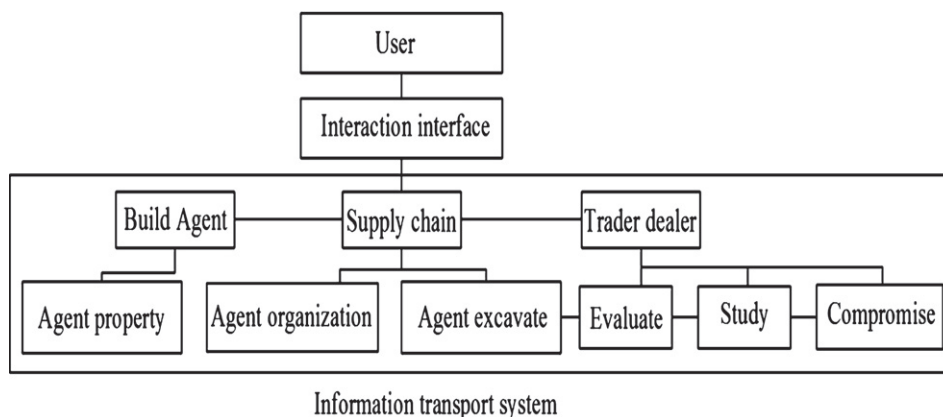 User
Interaction interface
Build Agent
Supply chain
Trader dealer
Agent property
Agent organization
Agent excavate
Evaluate
Study
Compromise
Information transport system